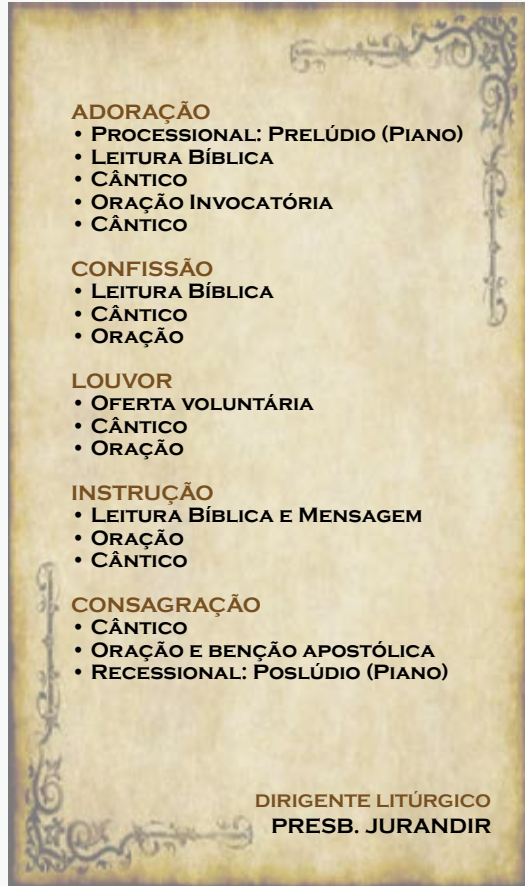 ADORAÇÃO
• Processional: Prelúdio (Piano)
• Leitura Bíblica
• Cântico
• Oração Invocatória
• Cântico
CONFISSÃO
• Leitura Bíblica
• Cântico
• Oração
LOUVOR
• Oferta voluntária
• Cântico
• Oração
INSTRUÇÃO
• Leitura Bíblica e Mensagem
• Oração
• Cântico
CONSAGRAÇÃO
• Cântico
• Oração e benção apostólica
• Recessional: Poslúdio (Piano)
DIRIGENTE LITÚRGICO
PRESB. JURANDIR